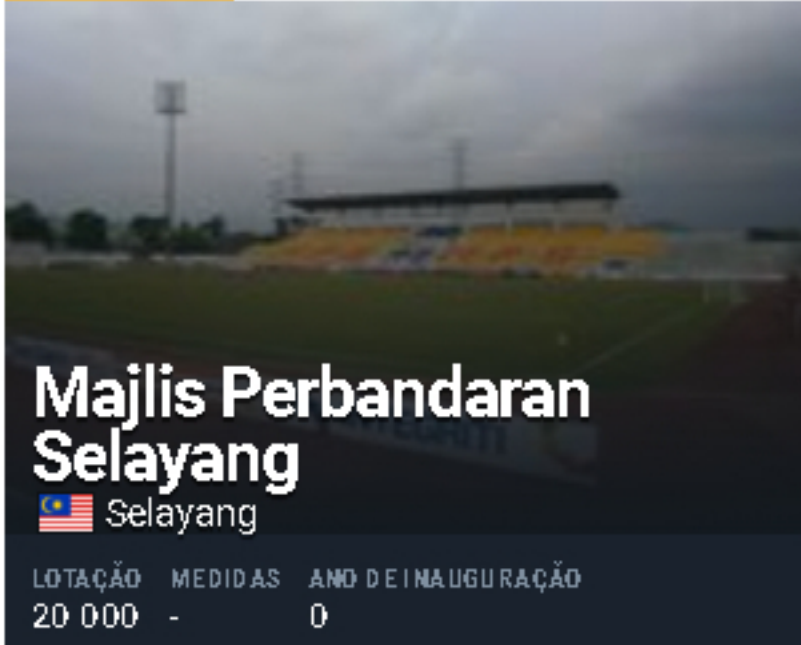 Majlis Perbandaran
Selayang
Selayang
LOTAÇÃO MEDIDAS ANO DE INAUGURAÇÃO
20 000 - 0